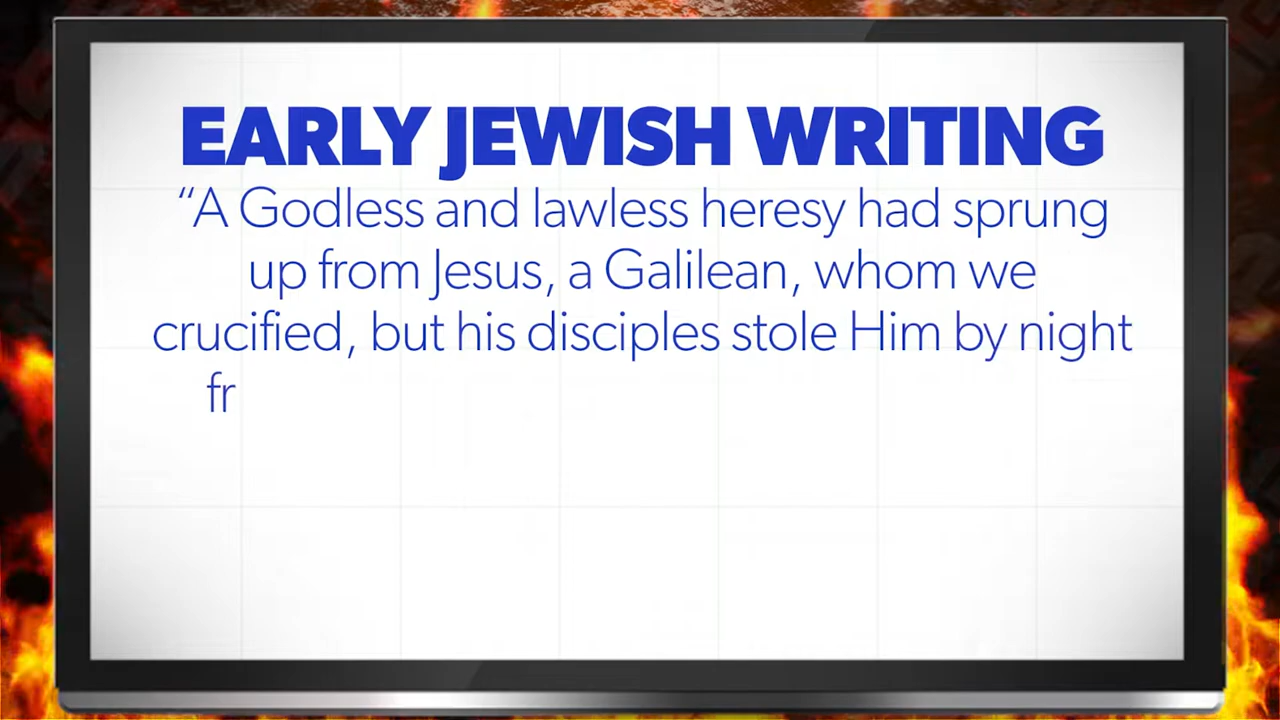 EARLY JEWISH WRITING
“A Godless and lawless heresy had sprung
up from Jesus, a Galilean, whom we
crucified, but his disciples stole Him by night
fr